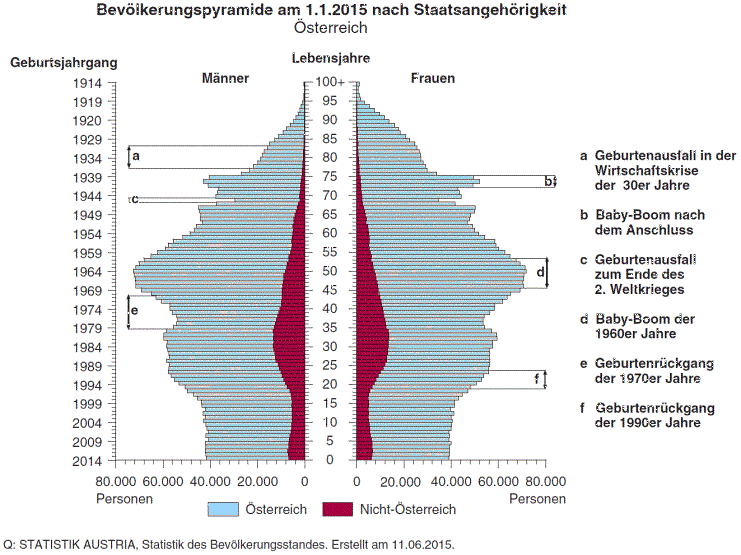 Bevölkerungspyramide am 1.1.2015 nach Staatsangehörigkeit
Österreich
Geburtsjahrgang
Männer
Lebensjahre
Frauen
1914 100+
1919 95
1920 90
1925 85
1934 80
1939 75
1944 70
1949 65
1954 60
1959 55
1964 50
1969 45
1974 40
1979 35
1984 30
1989 25
1994 20
1999 15
2004 10
2009 5
2014 0
a
b
c
d
e
f
80.000 60.000 40.000 20.000 0 0 20.000 40.000 60.000 80.000
Personen Personen
Österreich Nicht-Österreich
a Geburtenausfall in der
Wirtschaftskrise
der 30er Jahre
b Baby-Boom nach
dem Anschluss
c Geburtenausfall
zum Ende des
2. Weltkrieges
d Baby-Boom der
1960er Jahre
e Geburtenrückgang
der 1970er Jahre
f Geburtenrückgang
der 1990er Jahre
Q: STATISTIK AUSTRIA, Statistik des Bevölkerungsstandes. Erstellt am 11.06.2015.